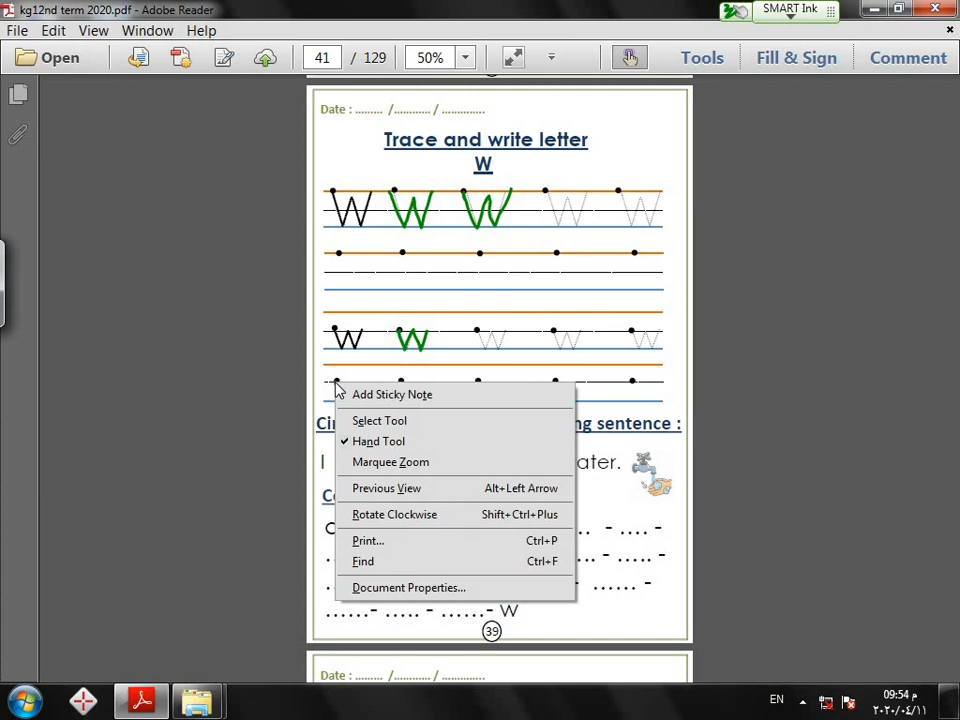 kg12nd term 2020.pdf - Adobe Reader
SMART Ink
File Edit View Window Help
Open 41 / 129 50% Tools Fill & Sign Comment
Date : ......... /............ / ..............
Trace and write letter
W
W W W W W
w w w w w
Add Sticky Note
Select Tool
Hand Tool
Marquee Zoom
Previous View Alt+Left Arrow
Rotate Clockwise Shift+Ctrl+Plus
Print... Ctrl+P
Find Ctrl+F
Document Properties...
sentence :
I
......- ..... - ......- W
39
Date : ......... /............ / ..............
EN
09:54 م
٢٠٢٠/٠٤/١١